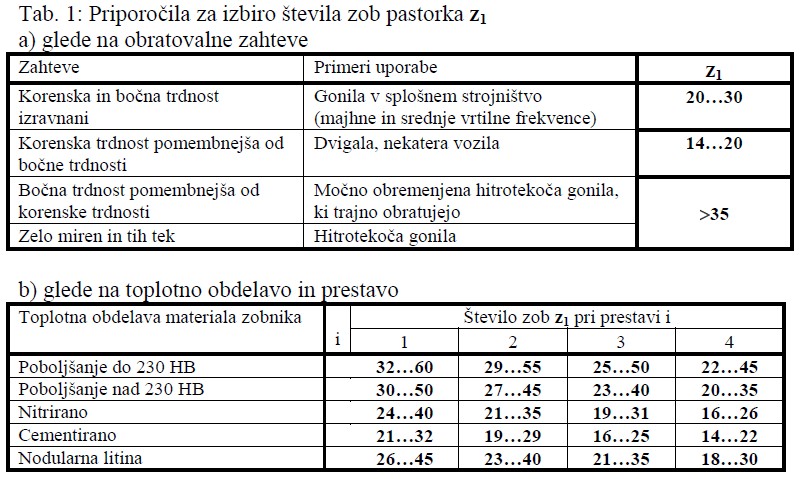 Tab. 1: Priporočila za izbiro števila zob pastorka z1
a) glede na obratovalne zahteve
Zahteve Primeri uporabe z1
Korenska in bočna trdnost izravnani Gonila v splošnem strojništvo (majhne in srednje vrtilne frekvence) 20…30
Korenska trdnost pomembnejša od bočne trdnosti Dvigala, nekatera vozila 14…20
Bočna trdnost pomembnejša od korenske trdnosti Močno obremenjena hitrotekoča gonila, ki trajno obratujejo >35
Zelo miren in tih tek Hitrotekoča gonila
b) glede na toplotno obdelavo in prestavo
Toplotna obdelava materiala zobnika i Število zob z1 pri prestavi i
1 2 3 4
Poboljšanje do 230 HB 32…60 29…55 25…50 22…45
Poboljšanje nad 230 HB 30…50 27…45 23…40 20…35
Nitrirano 24…40 21…35 19…31 16…26
Cementirano 21…32 19…29 16…25 14…22
Nodularna litina 26…45 23…40 21…35 18…30